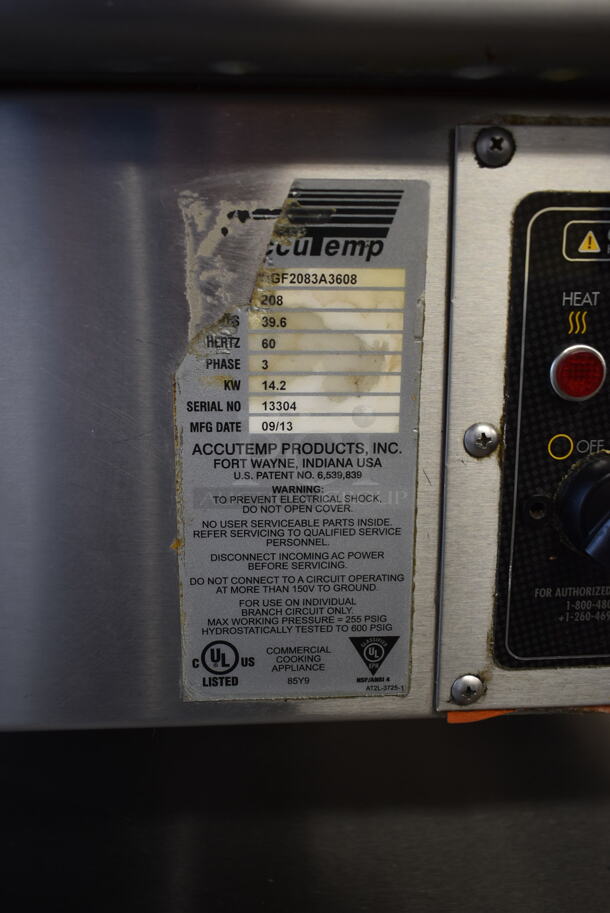 ccuTemp
GF2083A3608
208
39.6
HERTZ 60
PHASE 3
KW 14.2
SERIAL NO 13304
MFG DATE 09/13
ACCUTEMP PRODUCTS, INC.
FORT WAYNE, INDIANA USA
U.S. PATENT NO. 6,539,839
WARNING:
TO PREVENT ELECTRICAL SHOCK,
DO NOT OPEN COVER.
NO USER SERVICEABLE PARTS INSIDE.
REFER SERVICING TO QUALIFIED SERVICE
PERSONNEL.
DISCONNECT INCOMING AC POWER
BEFORE SERVICING.
DO NOT CONNECT TO A CIRCUIT OPERATING
AT MORE THAN 150V TO GROUND.
FOR USE ON INDIVIDUAL
BRANCH CIRCUIT ONLY.
MAX WORKING PRESSURE = 255 PSIG
HYDROSTATICALLY TESTED TO 600 PSIG
C UL US
LISTED
COMMERCIAL
COOKING
APPLIANCE
85Y9
CLASSIFIED
UL
EPH
NSF/ANSI 4
AT2L-3725-1
HEAT
OFF
FOR AUTHORIZED
1-800-480
+1-260-469